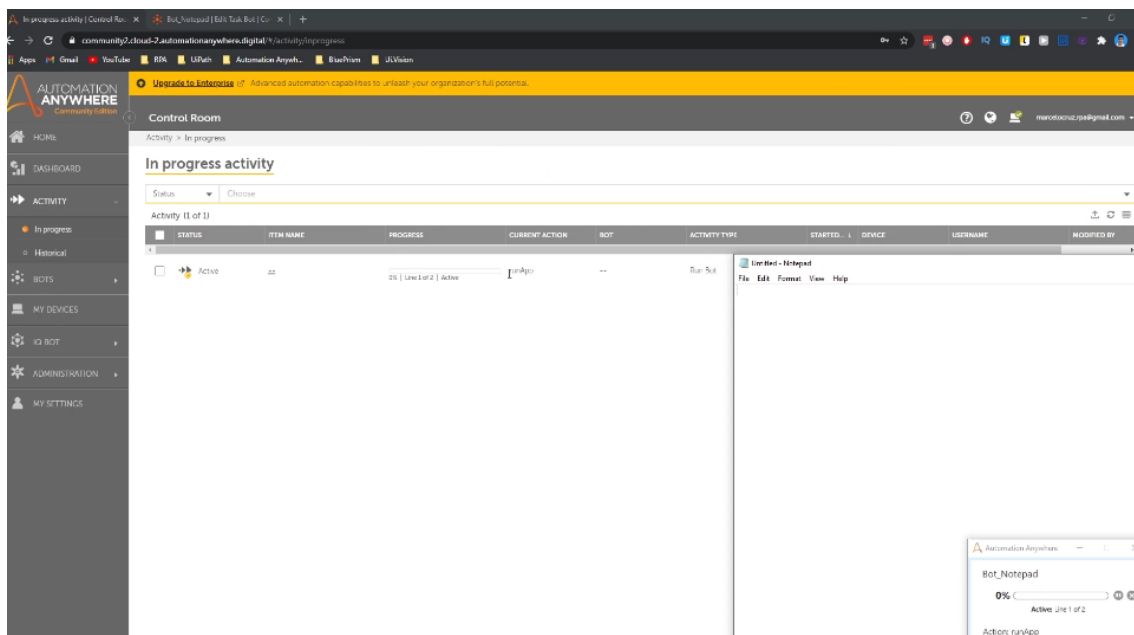 In progress activity | Control Ro
Bot_Notepad | Edit Task Bot | Co
community2.cloud-2.automationanywhere.digital/#/activity/inprogress
Apps Gmail YouTube RPA UiPath Automation Anywh... BluePrism UI.Vision
AUTOMATION
ANYWHERE
Community Edition
Upgrade to Enterprise Advanced automation capabilities to unleash your organization's full potential.
Control Room
marcelocruz.rpa@gmail.com
HOME
Activity > In progress
DASHBOARD
In progress activity
ACTIVITY
Status Choose
Activity (1 of 1)
In progress
STATUS ITEM NAME PROGRESS CURRENT ACTION BOT ACTIVITY TYPE STARTED... DEVICE USERNAME MODIFIED BY
Historical
Active -- runApp -- Run Bot
0% | Line 1 of 2 | Active
Untitled - Notepad
File Edit Format View Help
BOTS
MY DEVICES
IQ BOT
ADMINISTRATION
MY SETTINGS
Automation Anywhere
Bot_Notepad
0%
Active: Line 1 of 2
Action: runApp